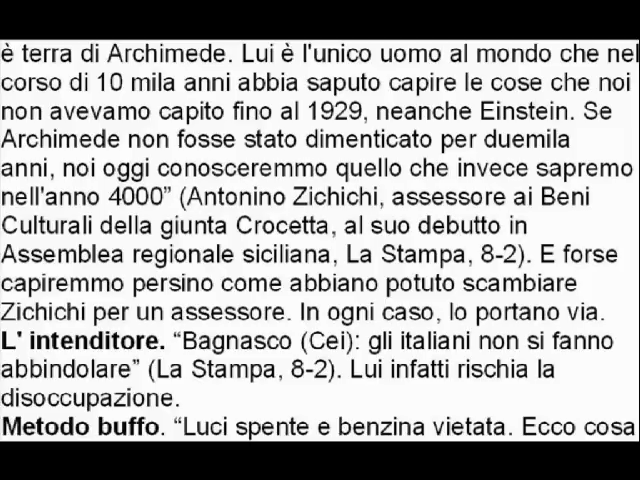 è terra di Archimede. Lui è l'unico uomo al mondo che nel
corso di 10 mila anni abbia saputo capire le cose che noi
non avevamo capito fino al 1929, neanche Einstein. Se
Archimede non fosse stato dimenticato per duemila
anni, noi oggi conosceremmo quello che invece sapremo
nell'anno 4000” (Antonino Zichichi, assessore ai Beni
Culturali della giunta Crocetta, al suo debutto in
Assemblea regionale siciliana, La Stampa, 8-2). E forse
capiremmo persino come abbiano potuto scambiare
Zichichi per un assessore. In ogni caso, lo portano via.
L' intenditore. “Bagnasco (Cei): gli italiani non si fanno
abbindolare” (La Stampa, 8-2). Lui infatti rischia la
disoccupazione.
Metodo buffo. “Luci spente e benzina vietata. Ecco cosa